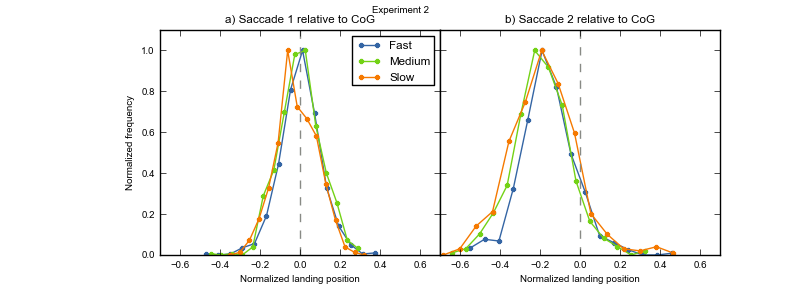 Experiment 2
a) Saccade 1 relative to CoG
b) Saccade 2 relative to CoG
Fast
Medium
Slow
Normalized frequency
1.0
0.8
0.6
0.4
0.2
0.0
−0.6 −0.4 −0.2 0.0 0.2 0.4 0.6
−0.6 −0.4 −0.2 0.0 0.2 0.4 0.6
Normalized landing position
Normalized landing position